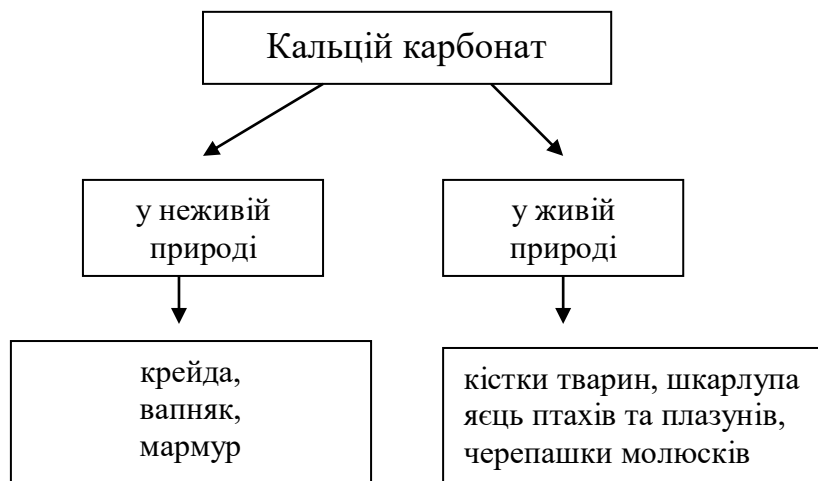 Кальцій карбонат
у неживій
природі
у живій
природі
крейда,
вапняк,
мармур
кістки тварин, шкарлупа
яєць птахів та плазунів,
черепашки молюсків